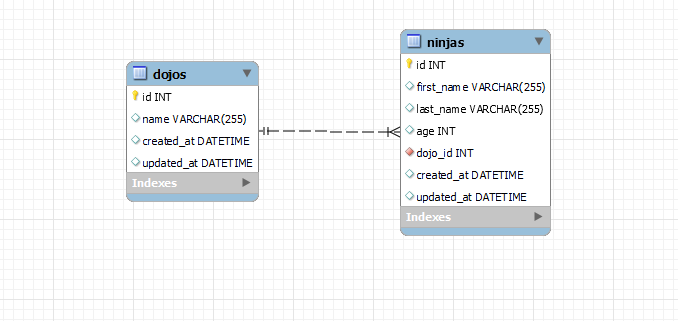 dojos
id INT
name VARCHAR(255)
created_at DATETIME
updated_at DATETIME
Indexes
ninjas
id INT
first_name VARCHAR(255)
last_name VARCHAR(255)
age INT
dojo_id INT
created_at DATETIME
updated_at DATETIME
Indexes